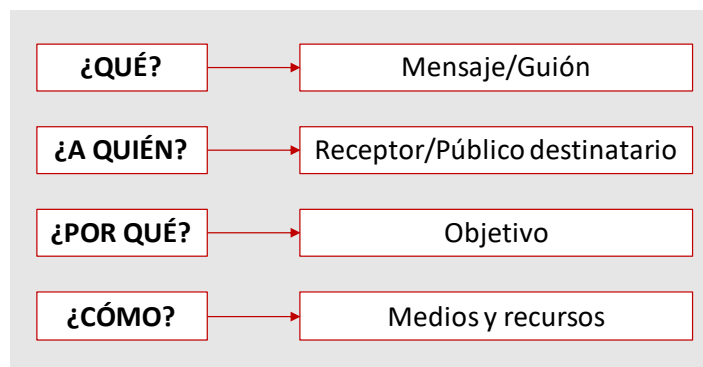 ¿QUÉ?
Mensaje/Guión
¿A QUIÉN?
Receptor/Público destinatario
¿POR QUÉ?
Objetivo
¿CÓMO?
Medios y recursos